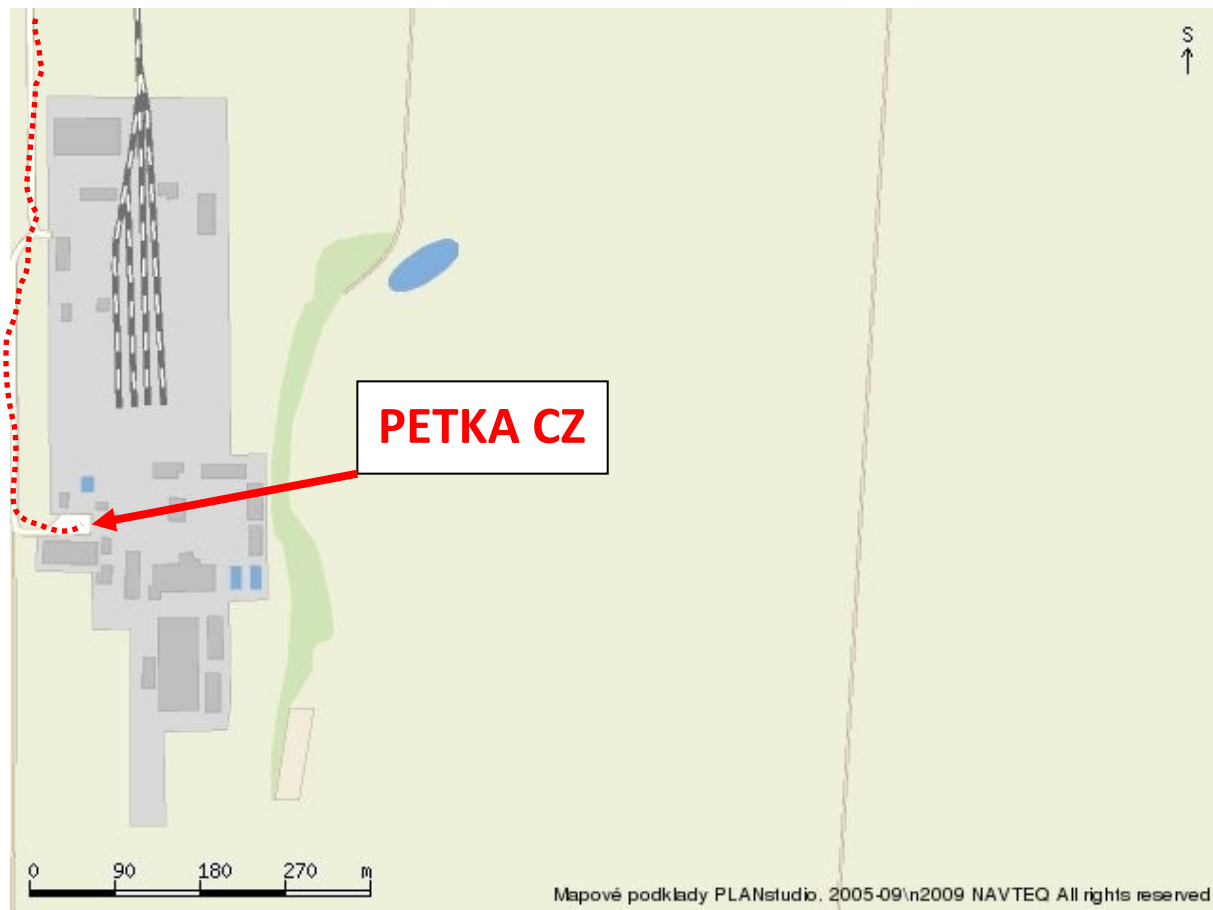 S
PETKA CZ
0 90 180 270 m
Mapové podklady PLANstudio. 2005-09\n2009 NAVTEQ All rights reserved